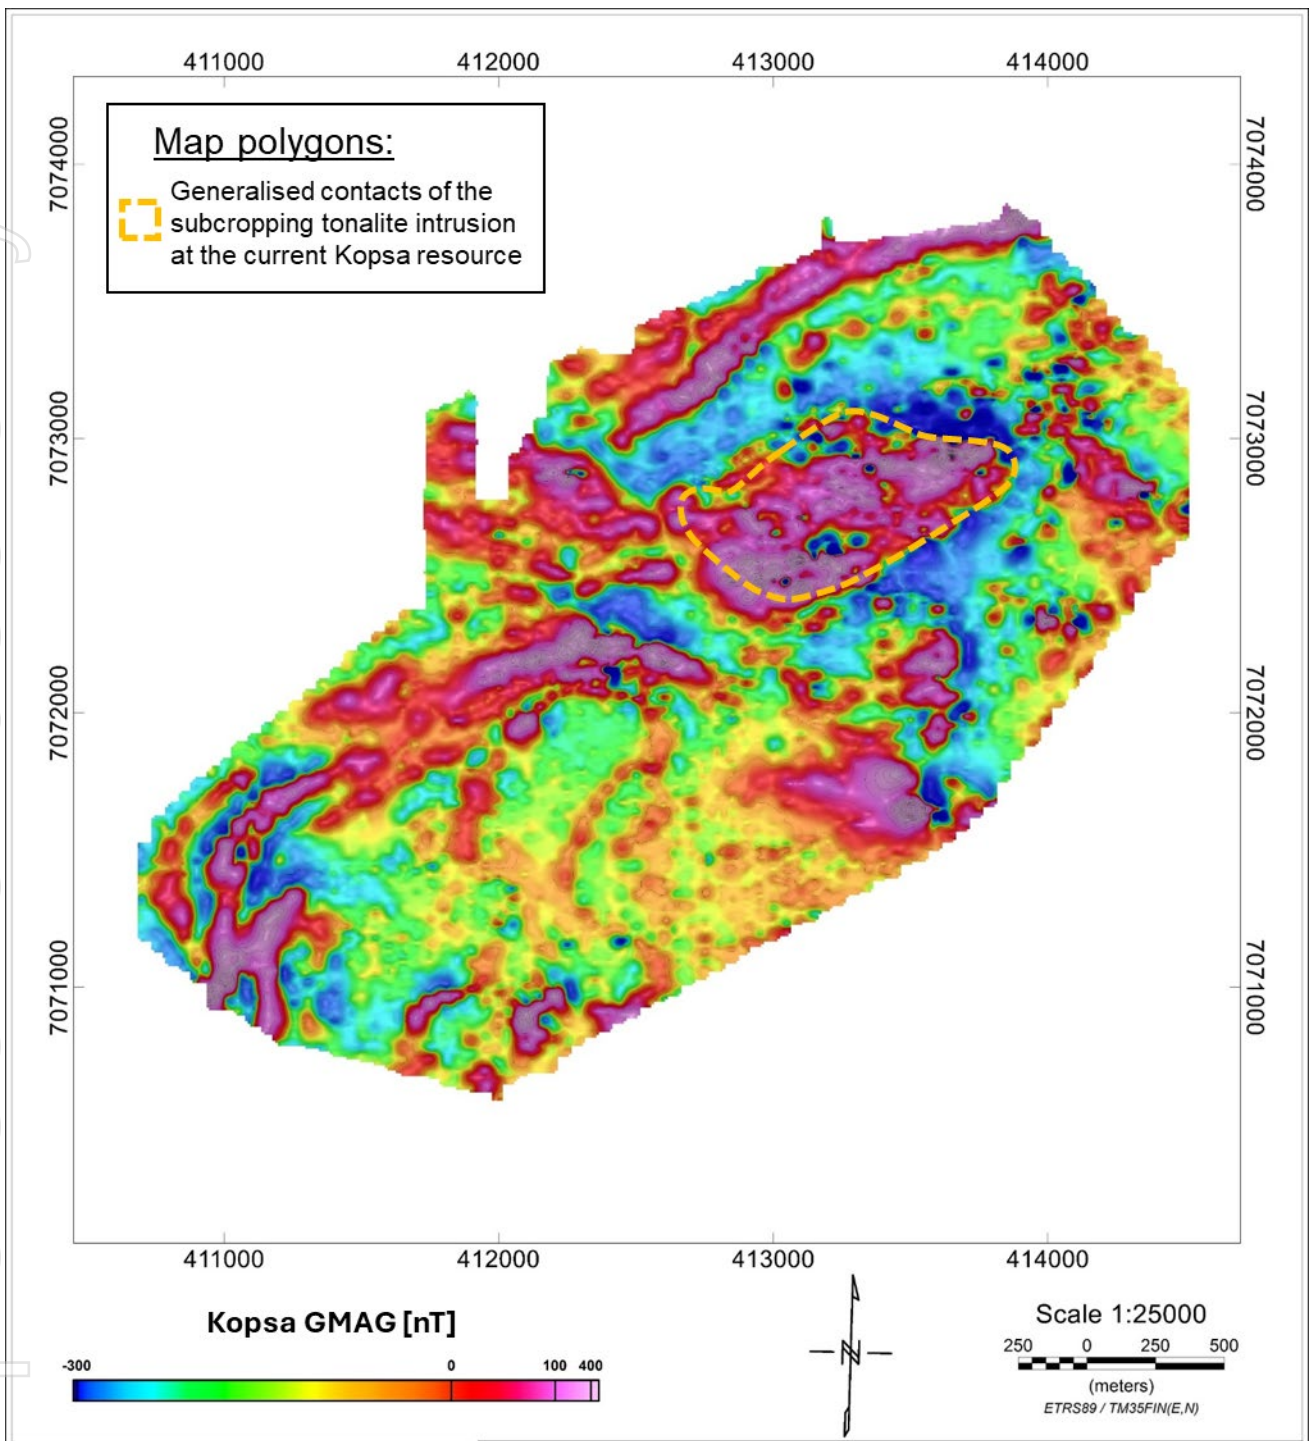 411000 412000 413000 414000
Map polygons:
Generalised contacts of the
subcropping tonalite intrusion
at the current Kopsa resource
7074000 7074000
7073000 7073000
7072000 7072000
7071000 7071000
411000 412000 413000 414000
Kopsa GMAG [nT]
-300 0 100 400
N
Scale 1:25000
250 0 250 500
(meters)
ETRS89 / TM35FIN(E,N)